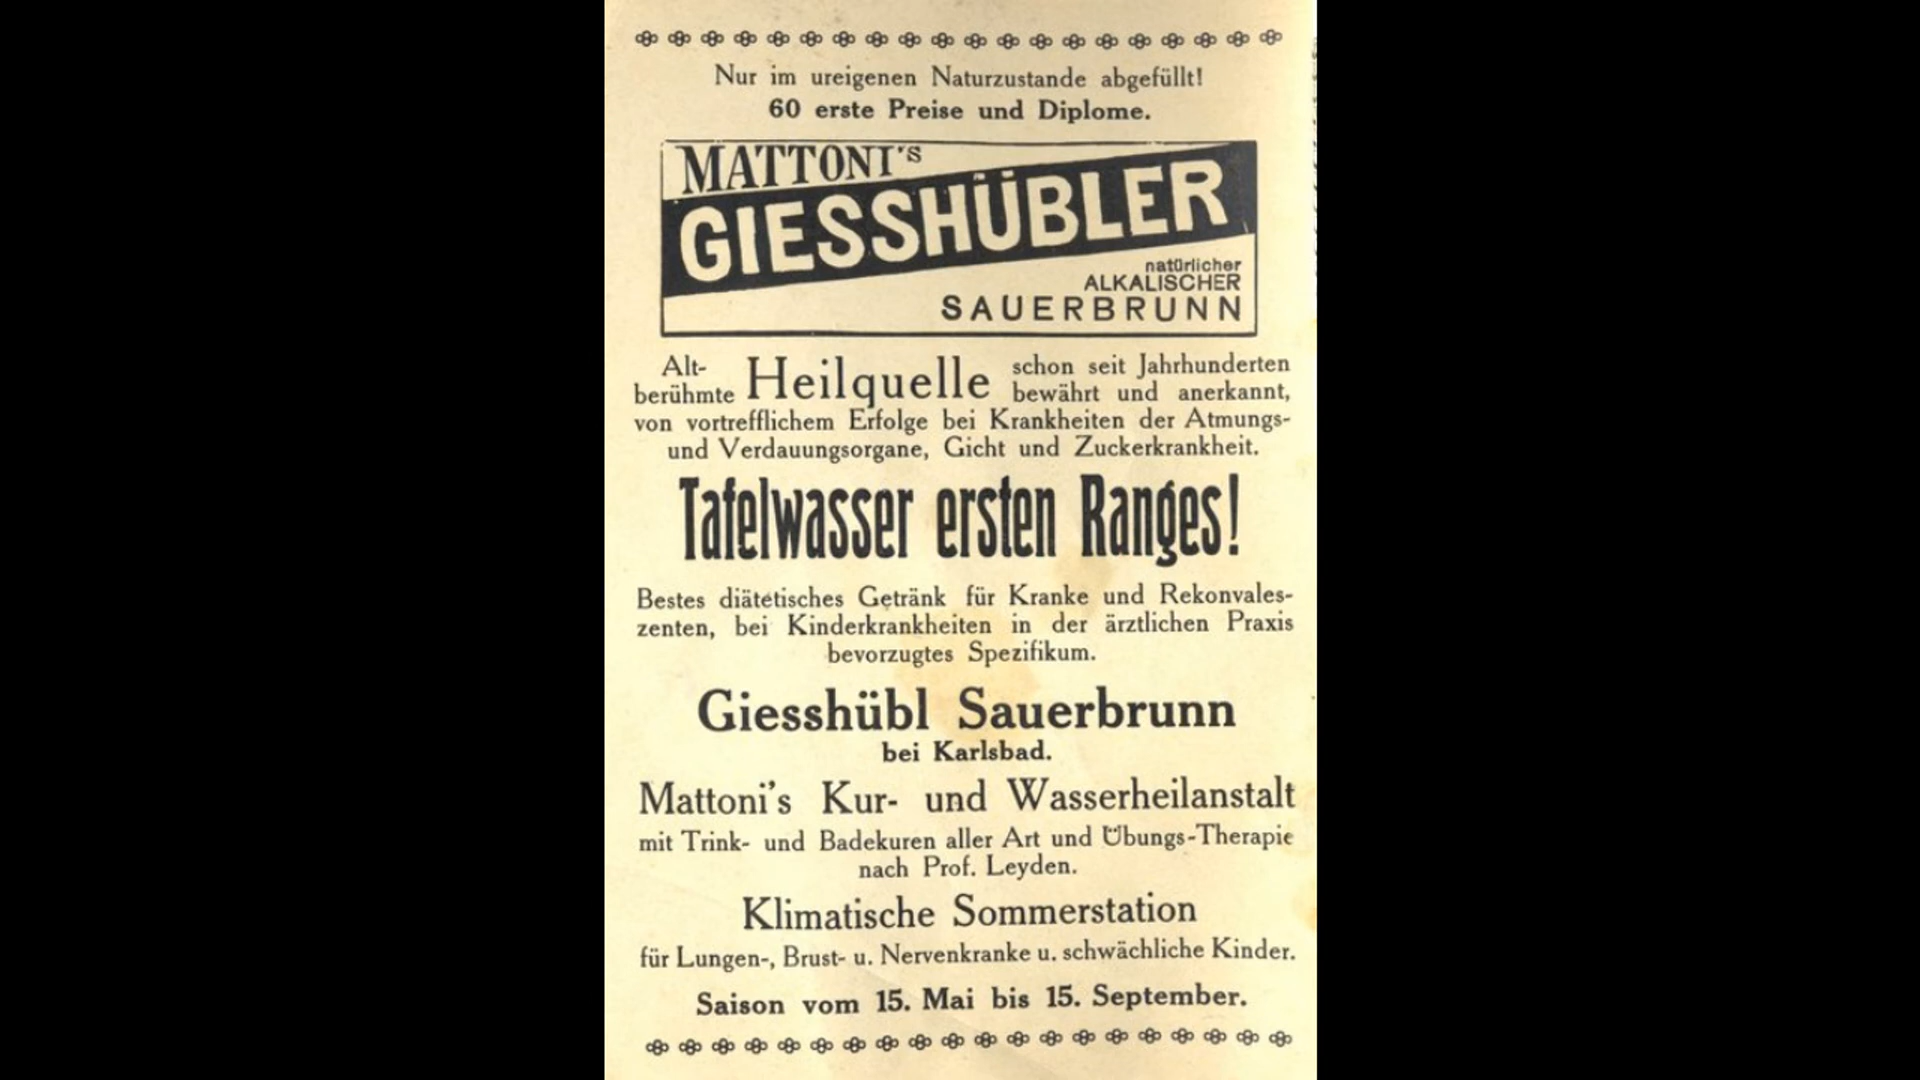 Nur im ureigenen Naturzustande abgefüllt!
60 erste Preise und Diplome.
MATTONI's
GIESSHÜBLER
natürlicher
ALKALISCHER
SAUERBRUNN
Alt-
berühmte Heilquelle schon seit Jahrhunderten
bewährt und anerkannt,
von vortrefflichem Erfolge bei Krankheiten der Atmungs-
und Verdauungsorgane, Gicht und Zuckerkrankheit.
Tafelwasser ersten Ranges!
Bestes diätetisches Getränk für Kranke und Rekonvales-
zenten, bei Kinderkrankheiten in der ärztlichen Praxis
bevorzugtes Spezifikum.
Giesshübl Sauerbrunn
bei Karlsbad.
Mattoni's Kur- und Wasserheilanstalt
mit Trink- und Badekuren aller Art und Übungs-Therapie
nach Prof. Leyden.
Klimatische Sommerstation
für Lungen-, Brust- u. Nervenkranke u. schwächliche Kinder.
Saison vom 15. Mai bis 15. September.